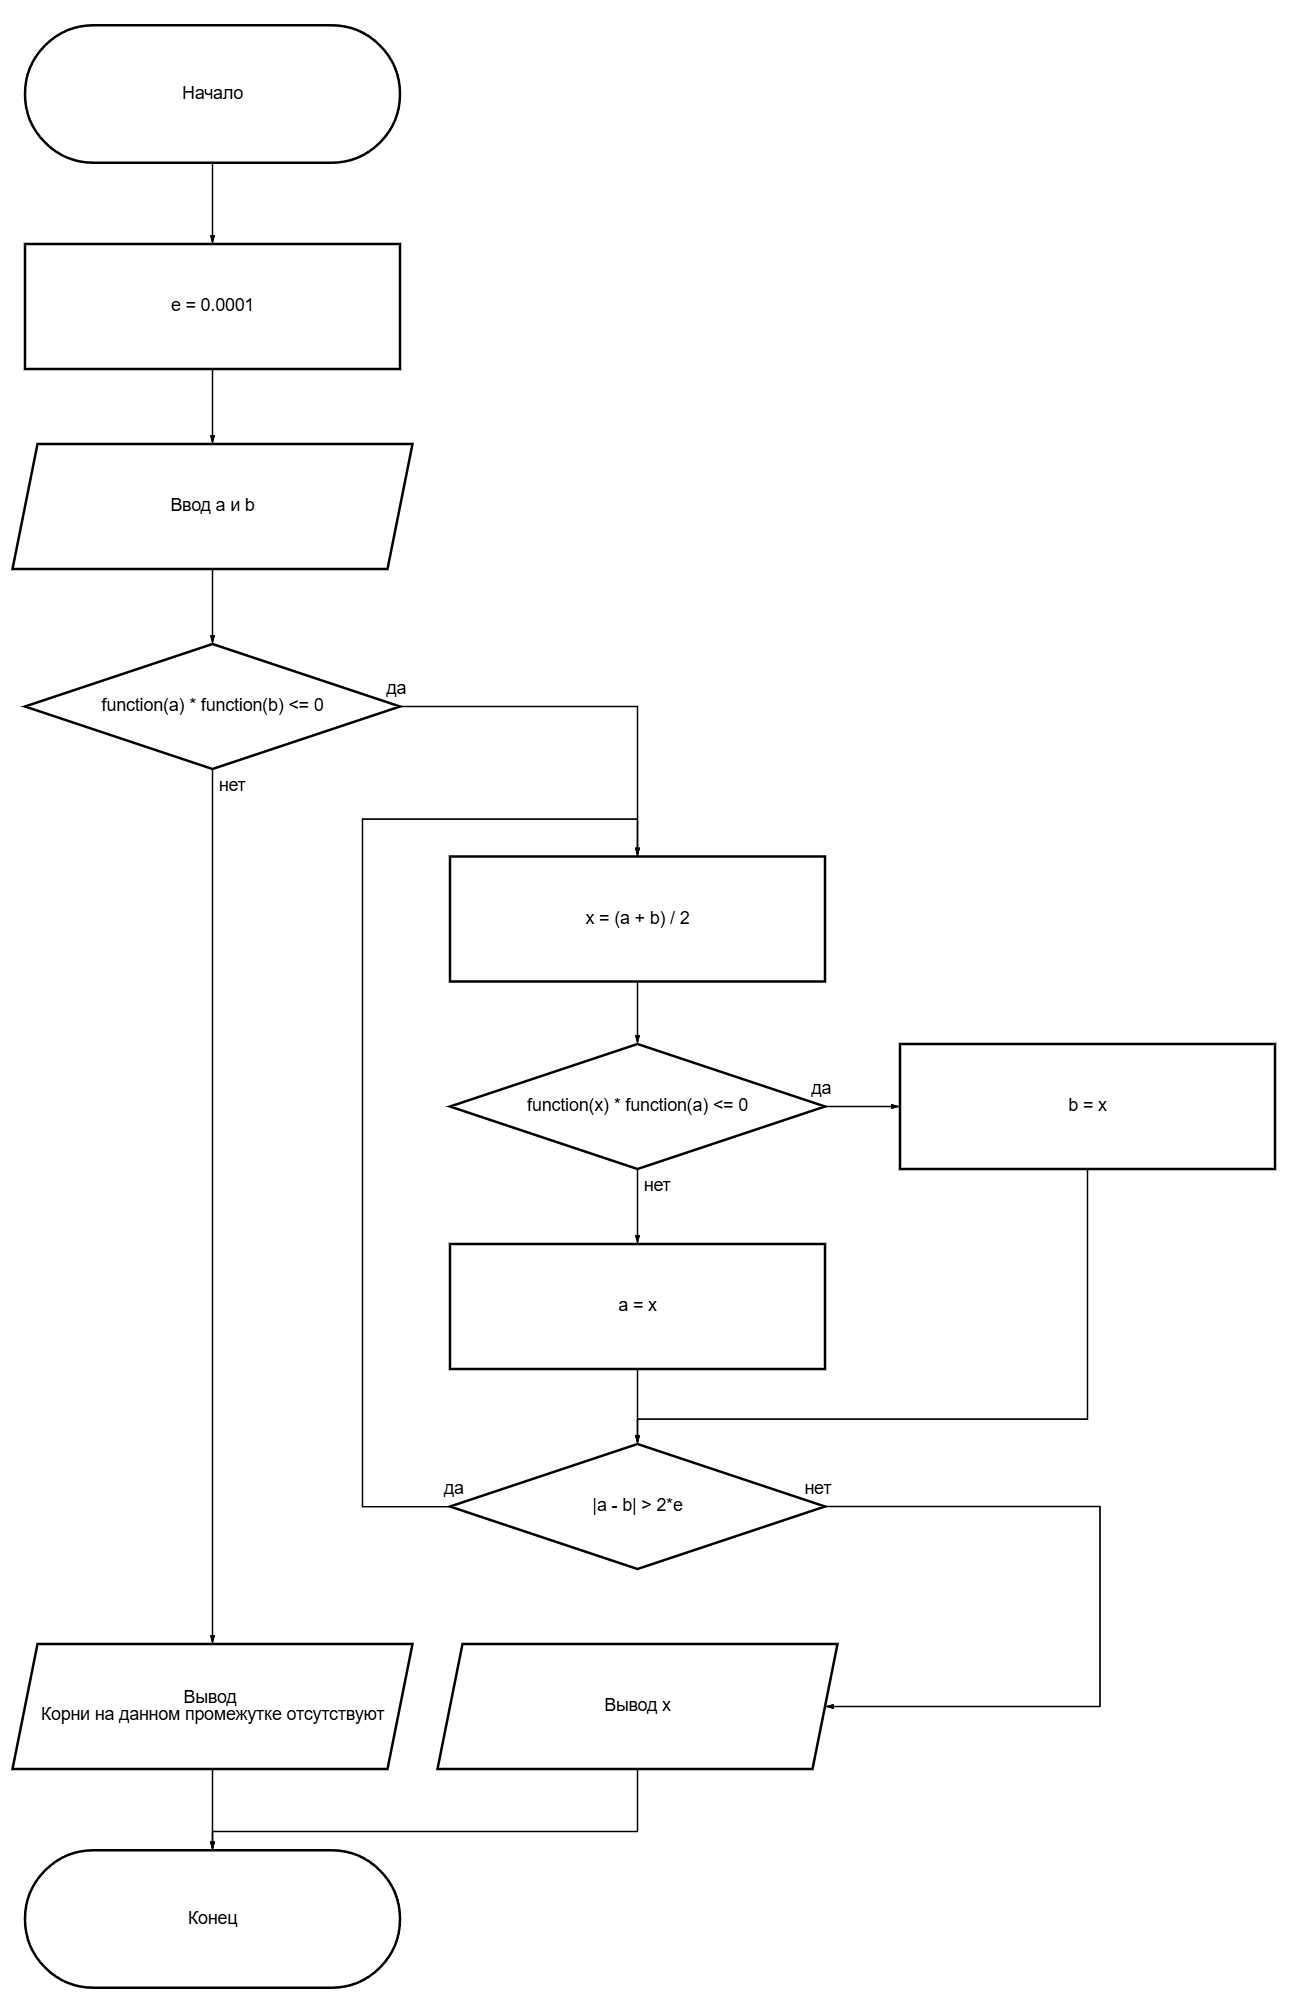 Начало
e = 0.0001
Ввод a и b
function(a) * function(b) <= 0
да
нет
x = (a + b) / 2
function(x) * function(a) <= 0
да
b = x
нет
a = x
да
|a - b| > 2*e
нет
Вывод
Корни на данном промежутке отсутствуют
Вывод x
Конец